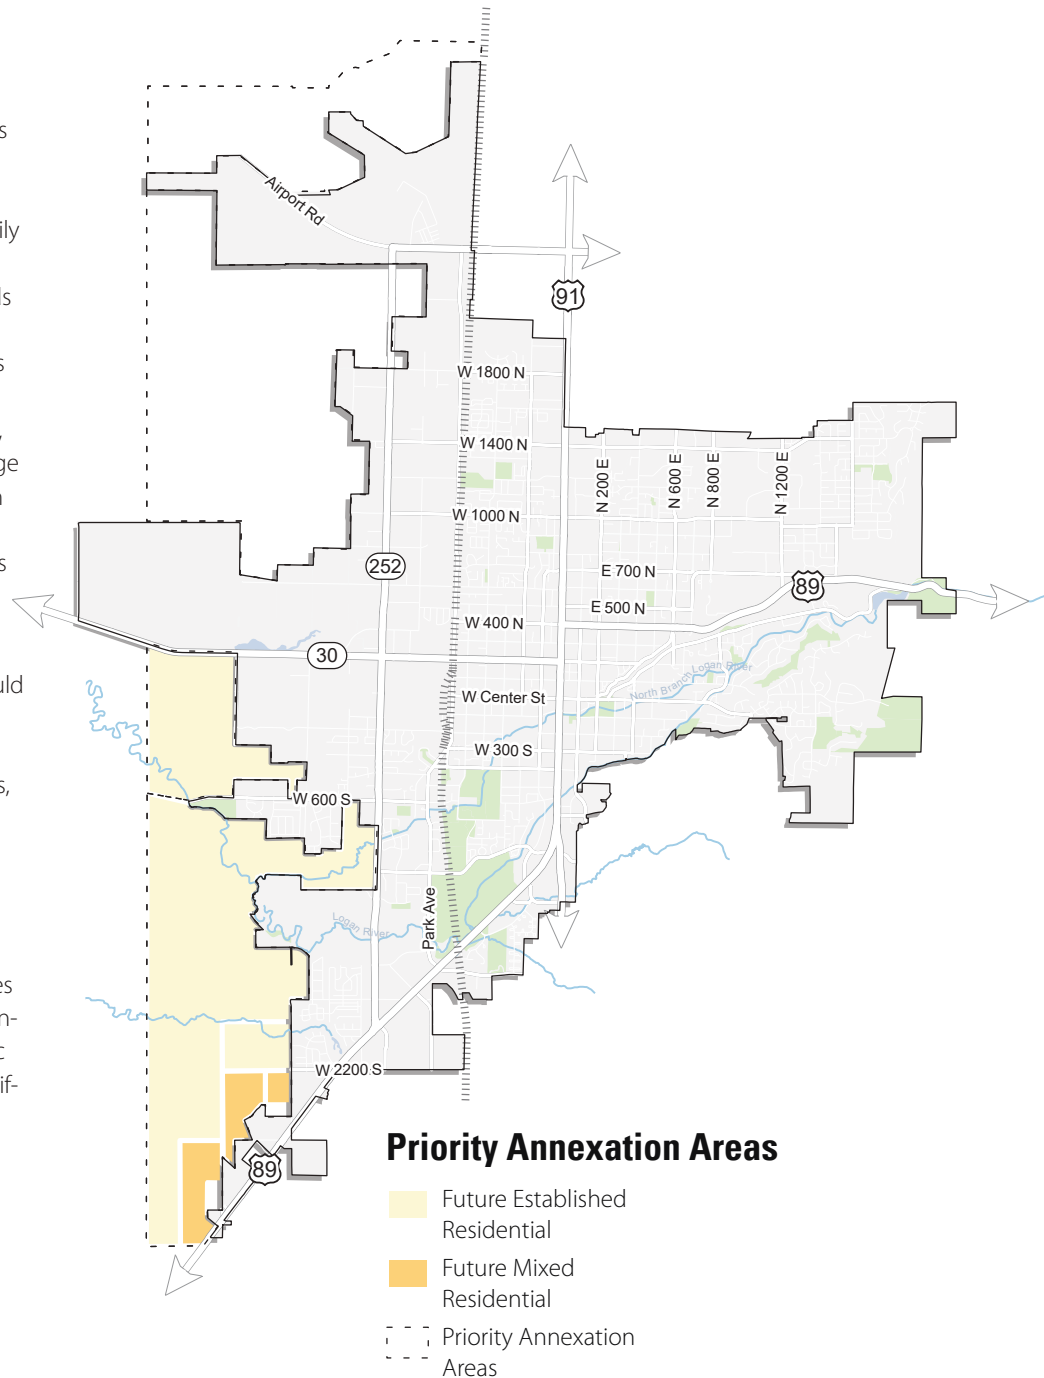 s
ily
ls
s
,
ge
n
s
uld
s,
es
n-
c
if-
Airport Rd
91
W 1800 N
W 1400 N
N 200 E
N 600 E
N 800 E
N 1200 E
W 1000 N
252
E 700 N
89
E 500 N
W 400 N
30
North Branch Logan River
W Center St
W 300 S
W 600 S
Park Ave
Logan River
W 2200 S
89
Priority Annexation Areas
Future Established
Residential
Future Mixed
Residential
Priority Annexation
Areas